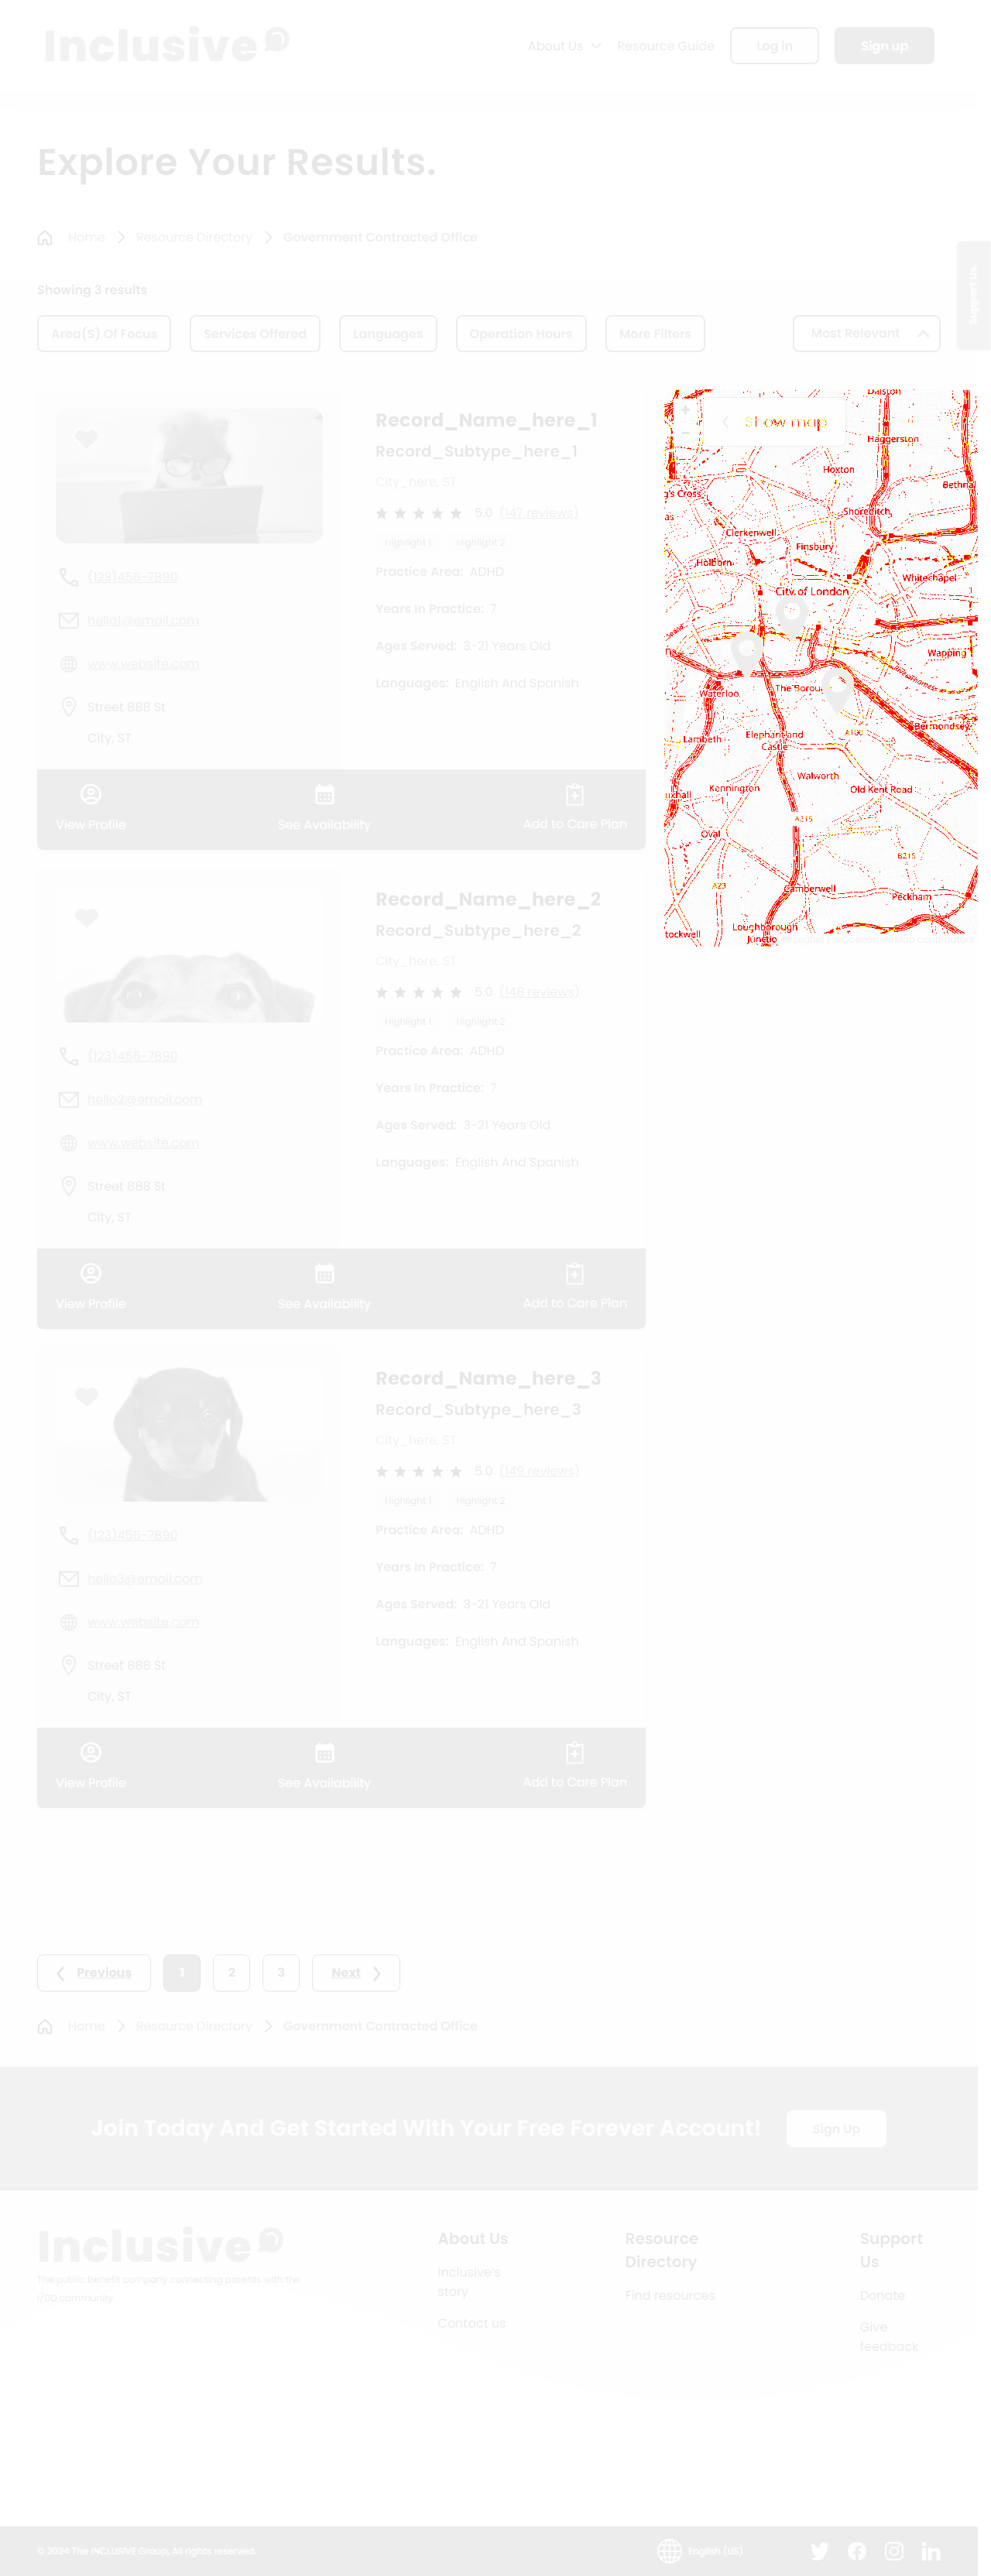 Inclusive
About Us
Resource Guide
Log in
Sign up
Explore Your Results.
Home
Resource Directory
Government Contracted Office
Support Us
Showing 3 results
Area(S) Of Focus
Services Offered
Languages
Operation Hours
More Filters
Most Relevant
Record_Name_here_1
Record_Subtype_here_1
City_here, ST
5.0 (147 reviews)
Highlight 1 Highlight 2
Practice Area: ADHD
Years In Practice: 7
Ages Served: 3-21 Years Old
Languages: English And Spanish
(123)456-7890
hello1@email.com
www.website.com
Street 888 St
City, ST
View Profile
See Availability
Add to Care Plan
+
−
Show map
Dalston
Haggerston
Hoxton
Bethnal
g's Cross
Shoreditch
as
Clerkenwell
Finsbury
Holborn
Whitechapel
City of London
Wapping
Waterloo
The Borou
Bermondsey
A100
Lambeth
Elephant and
Castle
Walworth
Kennington
Old Kent Road
uxhall
A215
Oval
B215
A23
Camberwell
Peckham
Loughborough
Junctio
tockwell
Record_Name_here_2
Record_Subtype_here_2
City_here, ST
5.0 (148 reviews)
Highlight 1 Highlight 2
Practice Area: ADHD
Years In Practice: 7
Ages Served: 3-21 Years Old
Languages: English And Spanish
(123)456-7890
hello2@email.com
www.website.com
Street 888 St
City, ST
View Profile
See Availability
Add to Care Plan
Record_Name_here_3
Record_Subtype_here_3
City_here, ST
5.0 (149 reviews)
Highlight 1 Highlight 2
Practice Area: ADHD
Years In Practice: 7
Ages Served: 3-21 Years Old
Languages: English And Spanish
(123)456-7890
hello3@email.com
www.website.com
Street 888 St
City, ST
View Profile
See Availability
Add to Care Plan
Previous
1
2
3
Next
Home
Resource Directory
Government Contracted Office
Join Today And Get Started With Your Free Forever Account!
Sign Up
Inclusive
The public benefit company connecting parents with the
I/DD community.
About Us
Inclusive's
story
Contact us
Resource
Directory
Find resources
Support
Us
Donate
Give
feedback
© 2024 The INCLUSIVE Group, All rights reserved.
English (US)